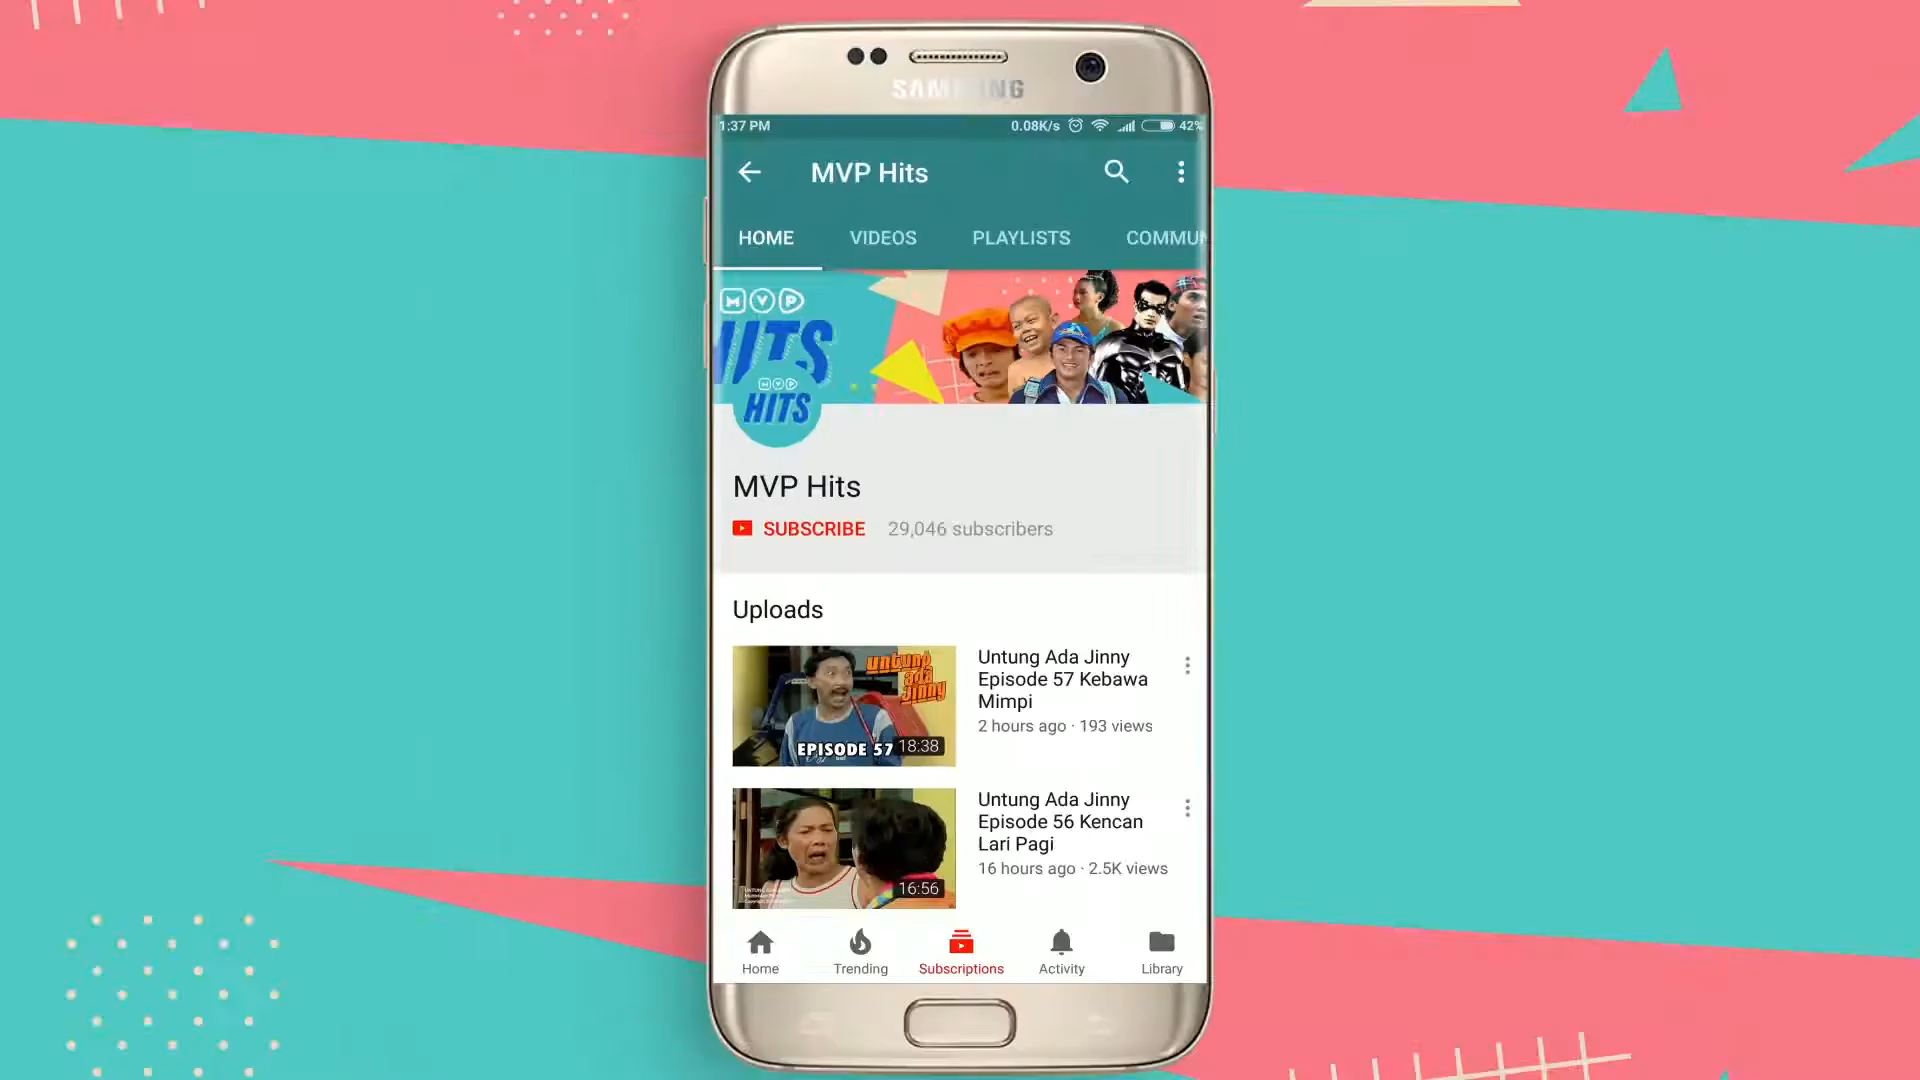 SAMSUNG
1:37 PM 0.08K/s 42%
MVP Hits
HOME VIDEOS PLAYLISTS COMMUN
MVP
HITS
MVP
HITS
MVP Hits
SUBSCRIBE 29,046 subscribers
Uploads
untung
ada
jinny
EPISODE 57 18:38
Untung Ada Jinny
Episode 57 Kebawa
Mimpi
2 hours ago · 193 views
16:56
Untung Ada Jinny
Episode 56 Kencan
Lari Pagi
16 hours ago · 2.5K views
Home Trending Subscriptions Activity Library